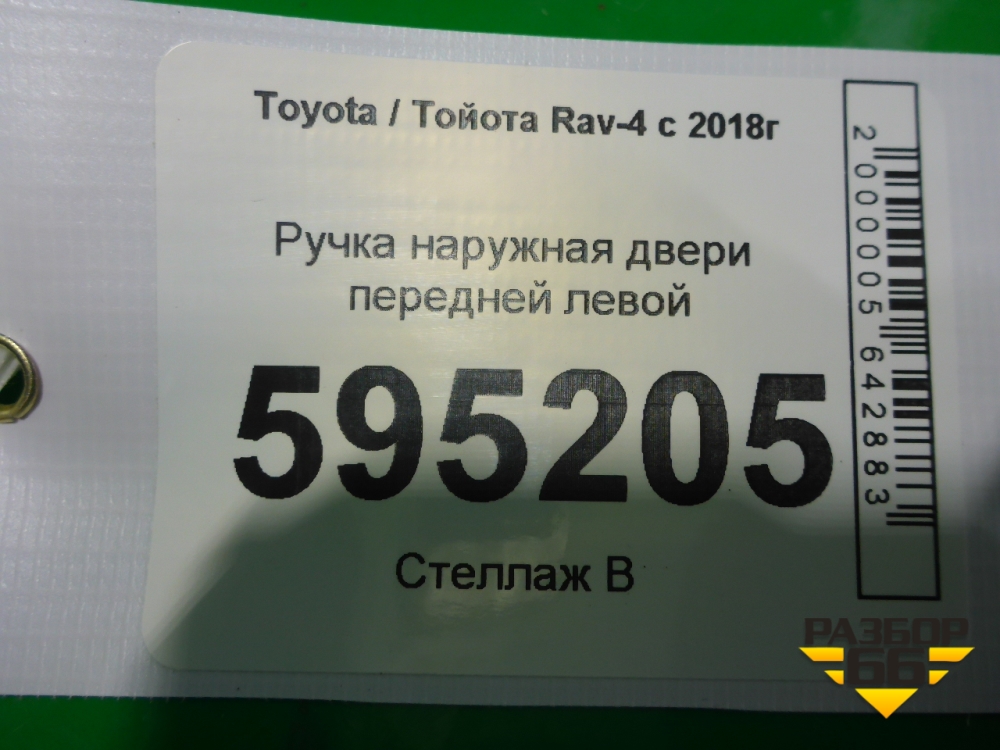 Toyota / Тойота Rav-4 с 2018г
Ручка наружная двери
передней левой
595205
Стеллаж В
2000005642883
РАЗБОР
66